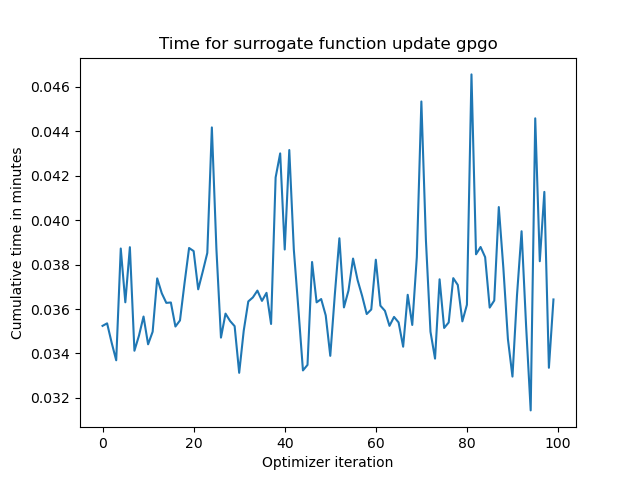 Time for surrogate function update gpgo
0.046
0.044
0.042
0.040
0.038
0.036
0.034
0.032
Cumulative time in minutes
0 20 40 60 80 100
Optimizer iteration